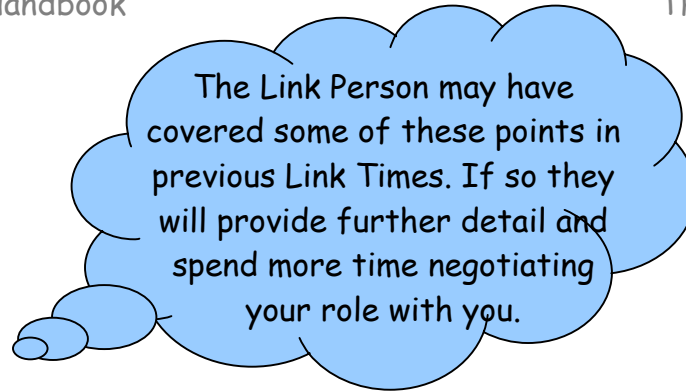 Handbook
The Link Person may have
covered some of these points in
previous Link Times. If so they
will provide further detail and
spend more time negotiating
your role with you.